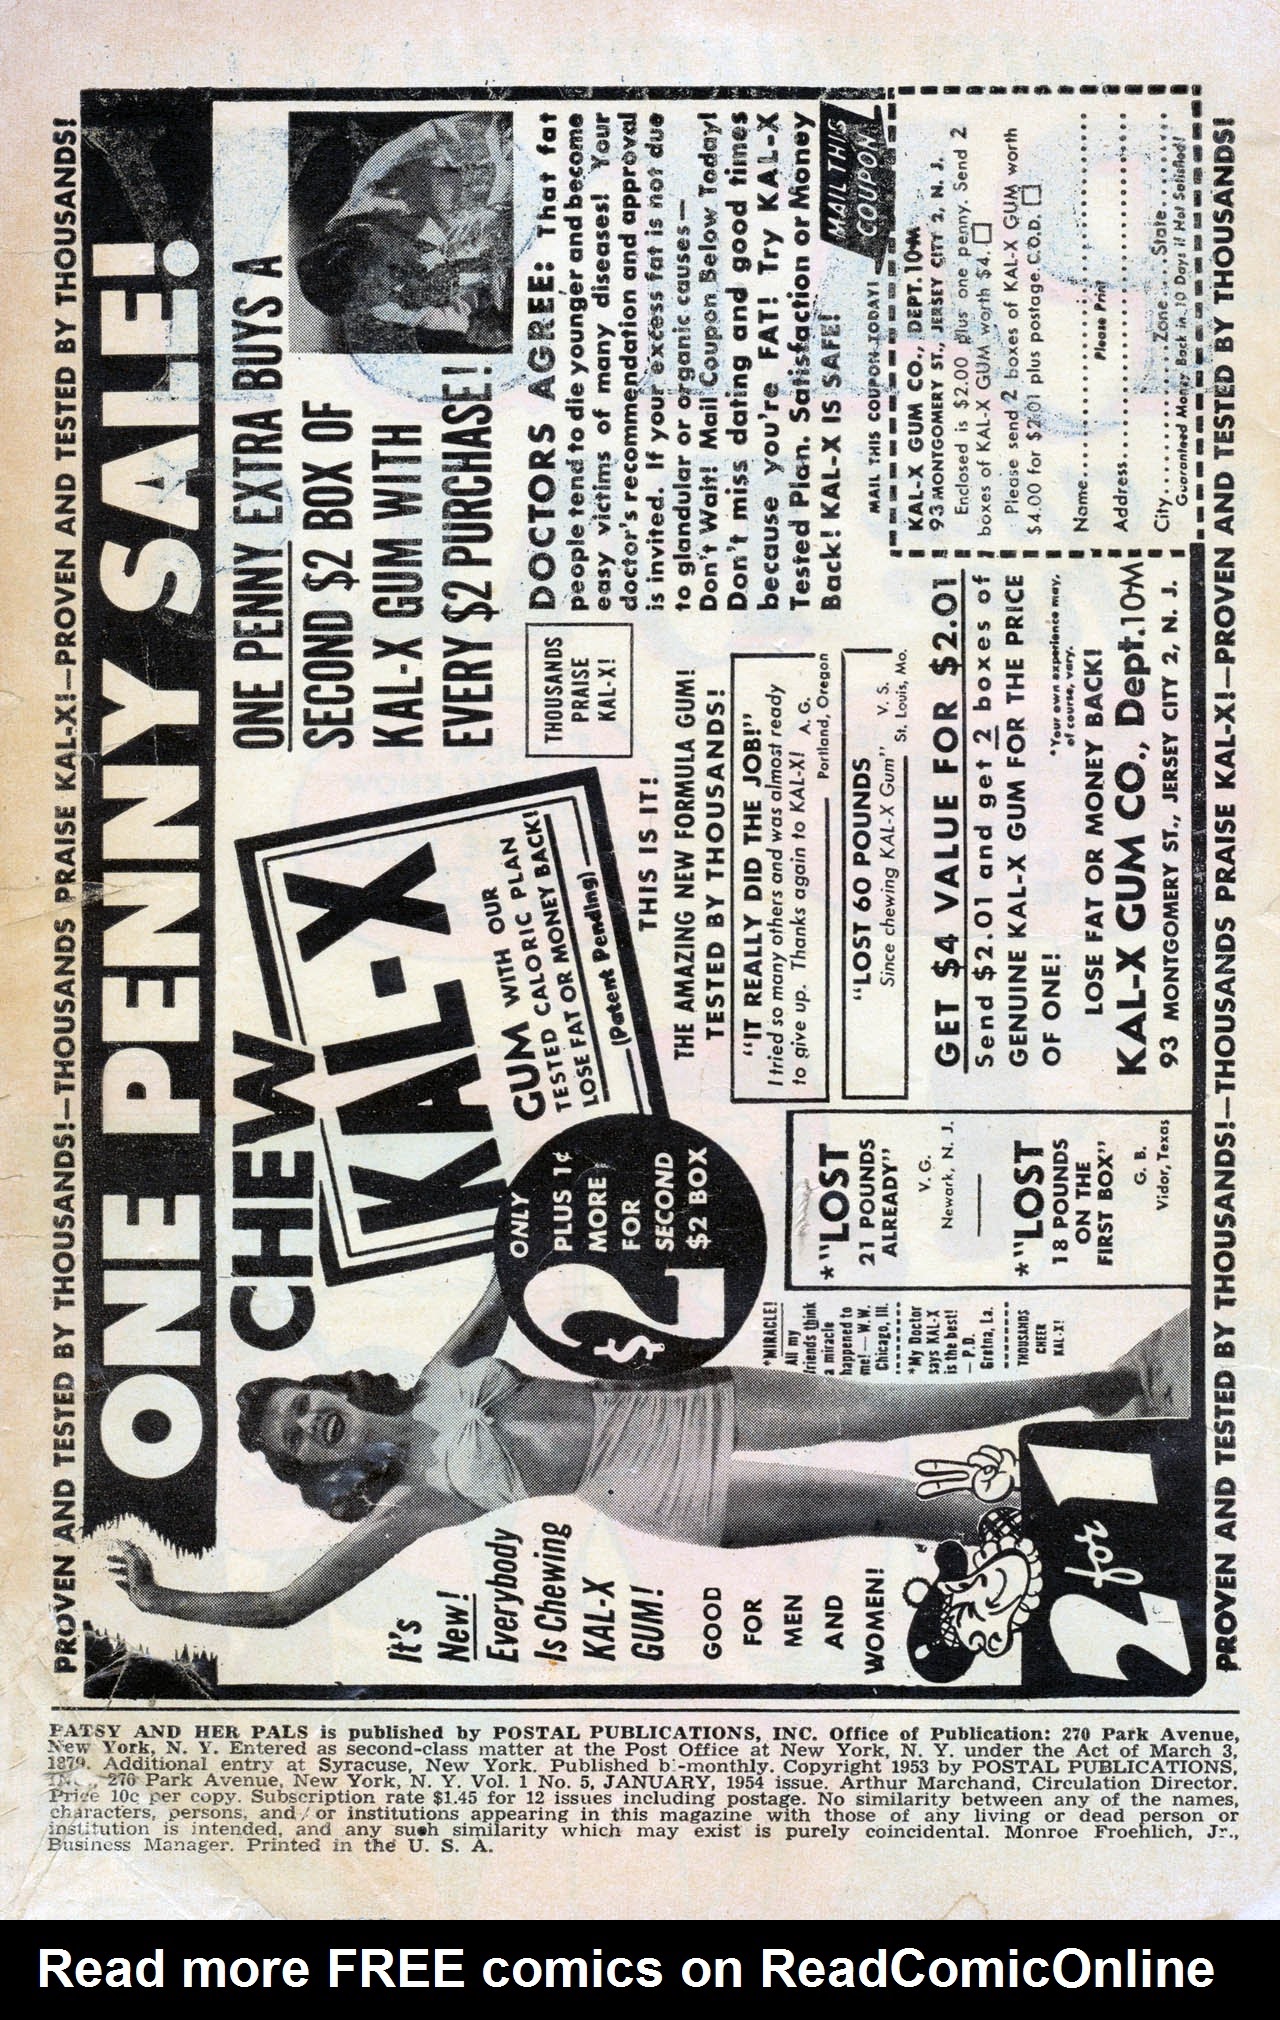 PROVEN AND TESTED BY THOUSANDS!—THOUSANDS PRAISE KAL-X!—PROVEN AND TESTED BY THOUSANDS!
ONE PENNY SALE!
CHEW
KAL-X
GUM WITH OUR
TESTED CALORIC PLAN
LOSE FAT OR MONEY BACK!
(Patent Pending)
ONE PENNY EXTRA BUYS A
SECOND $2 BOX OF
KAL-X GUM WITH
EVERY $2 PURCHASE!
It's
New!
Everybody
Is Chewing
KAL-X
GUM!
GOOD
FOR
MEN
AND
WOMEN!
2 for 1
ONLY
$2
PLUS 1¢
MORE
FOR
SECOND
$2 BOX
*MIRACLE!
All my
friends think
a miracle
happened to
me! — W.W.
Chicago, Ill.
*My Doctor
says KAL-X
is the best!
— P.D.
Gretna, La.
THOUSANDS
CHEER
KAL-X!
*"LOST
21 POUNDS
ALREADY"
V. G.
Newark, N. J.
*"LOST
18 POUNDS
ON THE
FIRST BOX"
G. B.
Vidor, Texas
THIS IS IT!
THE AMAZING NEW FORMULA GUM!
TESTED BY THOUSANDS!
THOUSANDS
PRAISE
KAL-X!
"IT REALLY DID THE JOB!"
I tried so many others and was almost ready
to give up. Thanks again to KAL-X! A. G.
Portland, Oregon
"LOST 60 POUNDS
Since chewing KAL-X Gum" V. S.
St. Louis, Mo.
GET $4 VALUE FOR $2.01
Send $2.01 and get 2 boxes of
GENUINE KAL-X GUM FOR THE PRICE
OF ONE!
*Your own experience may,
of course, vary.
LOSE FAT OR MONEY BACK!
KAL-X GUM CO., Dept.10-M
93 MONTGOMERY ST., JERSEY CITY 2, N. J.
DOCTORS AGREE: That fat
people tend to die younger and become
easy victims of many diseases! Your
doctor's recommendation and approval
is invited. If your excess fat is not due
to glandular or organic causes—
Don't Wait! Mail Coupon Below Today!
Don't miss dating and good times
because you're FAT! Try KAL-X
Tested Plan. Satisfaction or Money
Back! KAL-X IS SAFE!
MAIL THIS
COUPON
MAIL THIS COUPON TODAY!
KAL-X GUM CO., DEPT. 10-M
93 MONTGOMERY ST., JERSEY CITY 2, N. J.
Enclosed is $2.00 plus one penny. Send 2
boxes of KAL-X GUM worth $4.
Please send 2 boxes of KAL-X GUM worth
$4.00 for $2.01 plus postage C.O.D.
Name
Please Print
Address
City Zone State
Guaranteed Money Back in 10 Days if Not Satisfied!
PROVEN AND TESTED BY THOUSANDS!—THOUSANDS PRAISE KAL-X!—PROVEN AND TESTED BY THOUSANDS!
PATSY AND HER PALS is published by POSTAL PUBLICATIONS, INC. Office of Publication: 270 Park Avenue,
New York, N. Y. Entered as second-class matter at the Post Office at New York, N. Y. under the Act of March 3,
1879. Additional entry at Syracuse, New York. Published bi-monthly. Copyright 1953 by POSTAL PUBLICATIONS,
INC., 270 Park Avenue, New York, N. Y. Vol. 1 No. 5, JANUARY, 1954 issue. Arthur Marchand, Circulation Director.
Price 10c per copy. Subscription rate $1.45 for 12 issues including postage. No similarity between any of the names,
characters, persons, and/or institutions appearing in this magazine with those of any living or dead person or
institution is intended, and any such similarity which may exist is purely coincidental. Monroe Froehlich, Jr.,
Business Manager. Printed in the U. S. A.
Read more FREE comics on ReadComicOnline